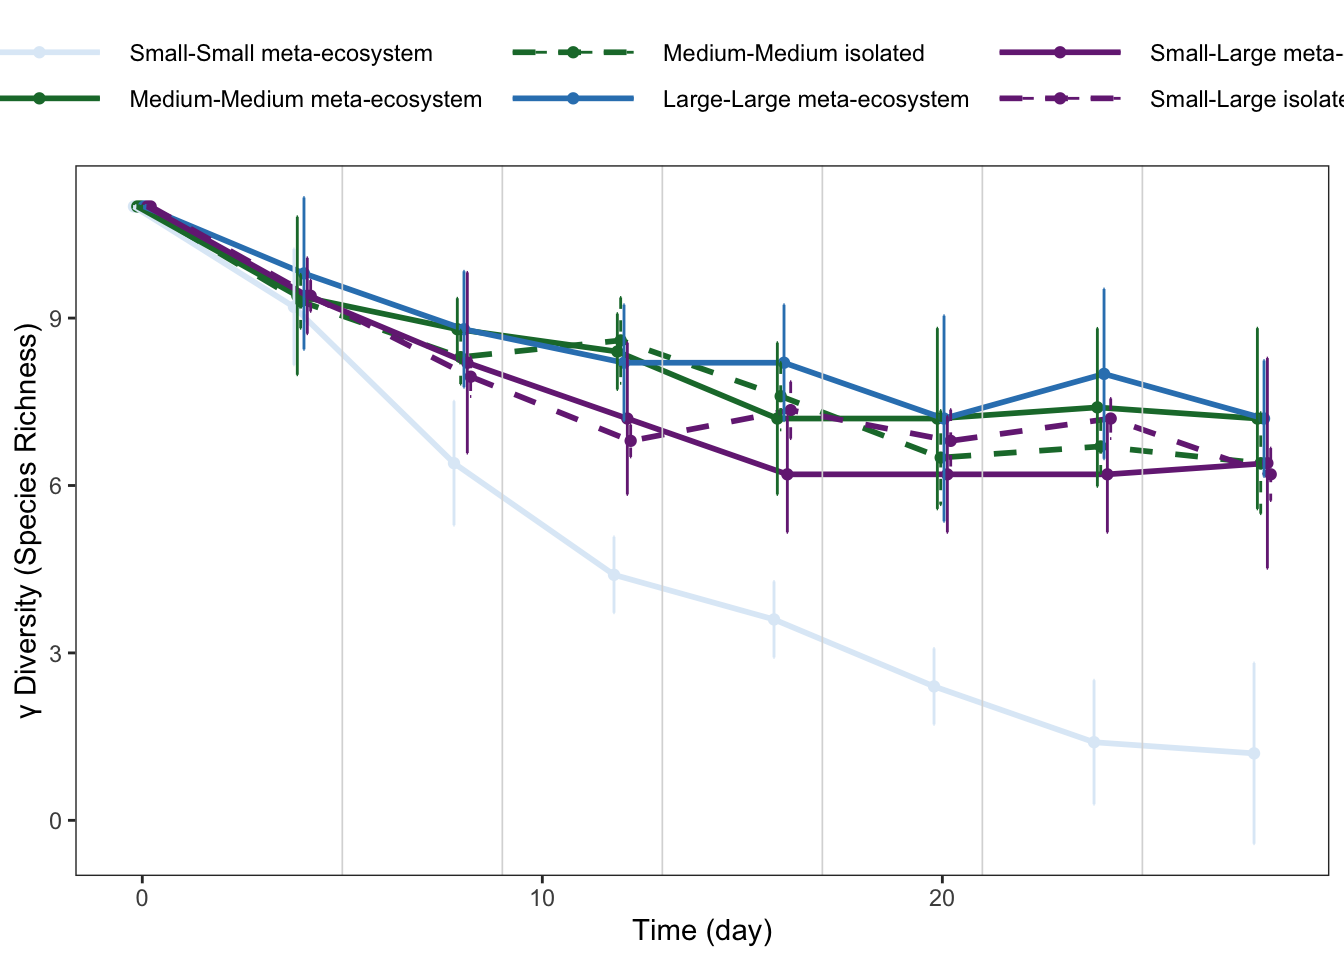 Small-Small meta-ecosystem Medium-Medium isolated Small-Large meta-
Medium-Medium meta-ecosystem Large-Large meta-ecosystem Small-Large isolate
9
6
3
0
γ Diversity (Species Richness)
0 10 20
Time (day)